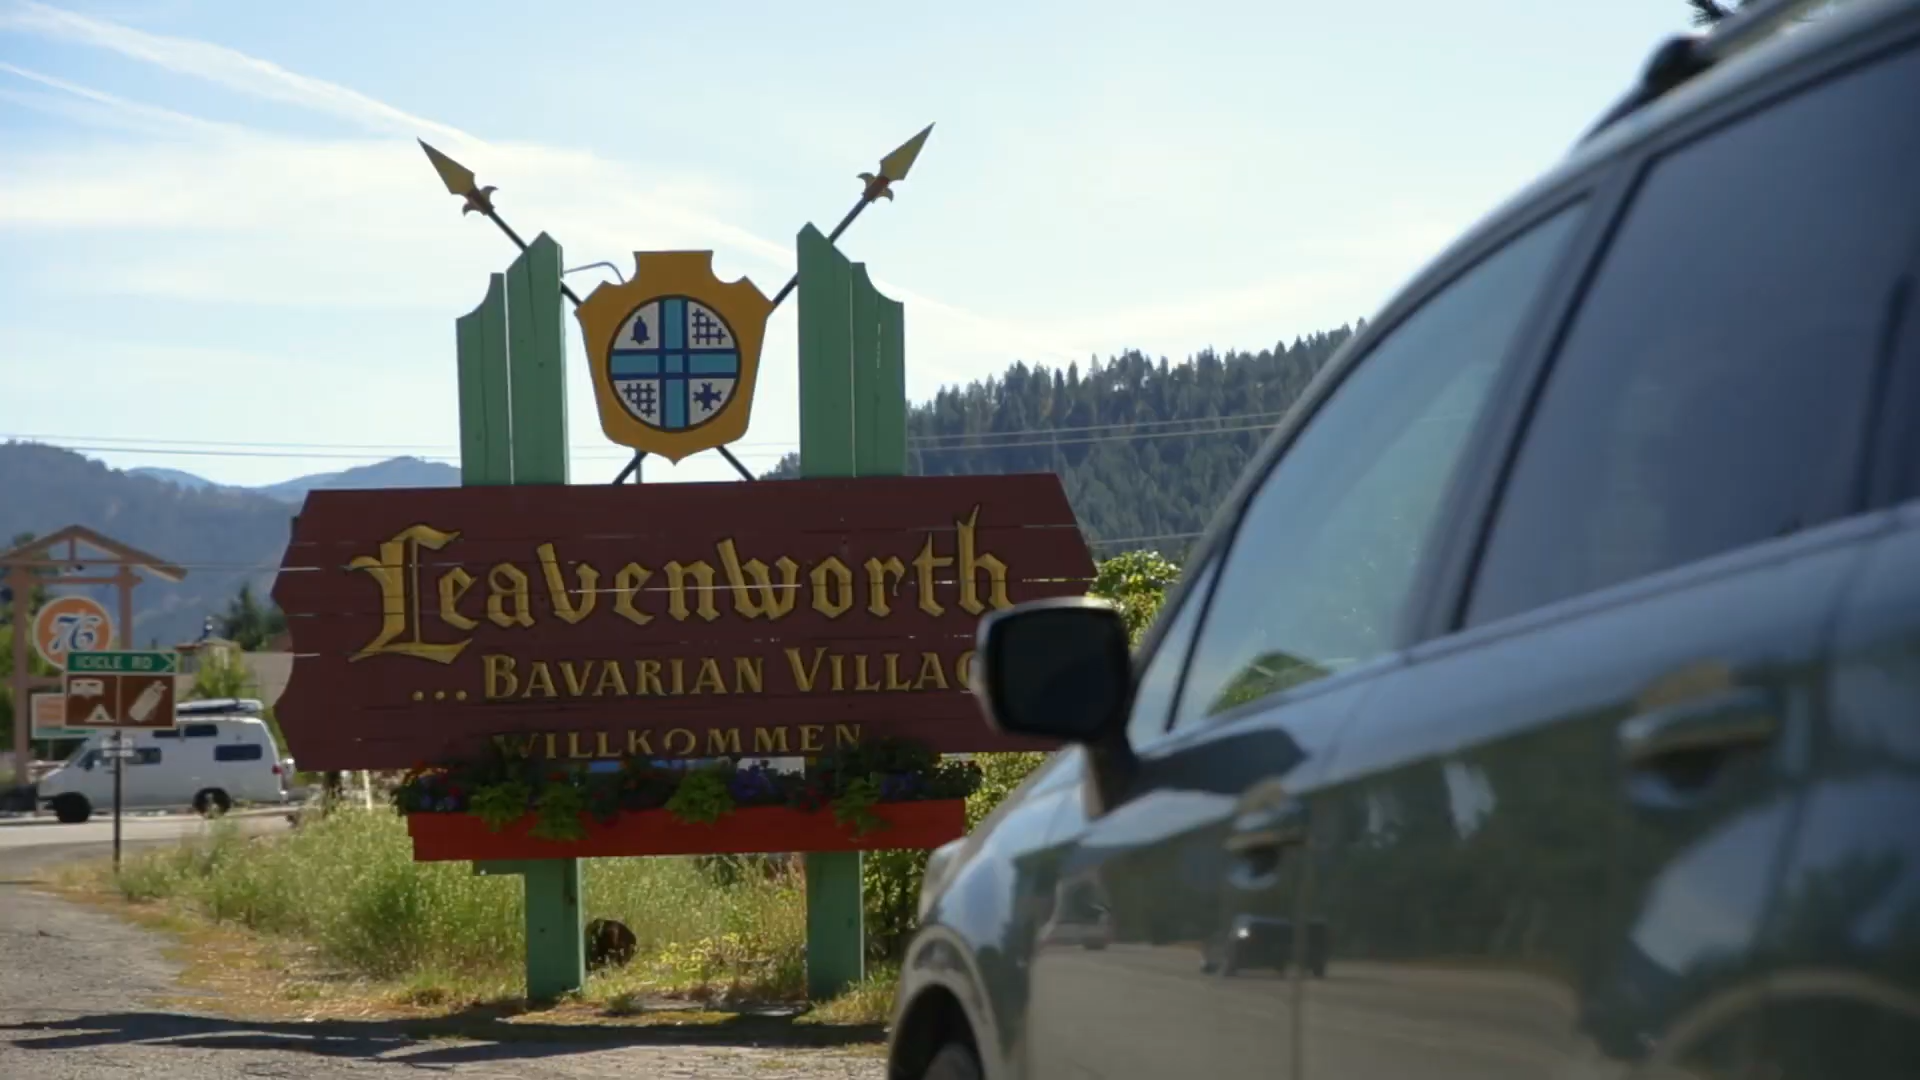 Leavenworth
...BAVARIAN VILLAG
WILLKOMMEN
76
ICICLE RD